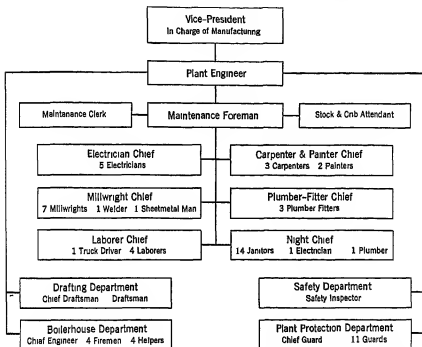 Vice-President
In Charge of Manufacturinng
Plant Engineer
Maintanance Clerk
Maintenance Foreman
Stock & Cnb Attendant
Electrician Chief
5 Electricians
Carpenter & Painter Chief
3 Carpenters 2 Painters
Millwright Chief
7 Millwrights 1 Welder 1 Sheetmetal Man
Plumber-Fitter Chief
3 Plumber Fitters
Laborer Chief
1 Truck Driver 4 Laborers
Night Chief
14 Janitors 1 Electrician 1 Plumber
Drafting Department
Chief Draftsman Draftsman
Safety Department
Safety Inspector
Boilerhouse Department
Chief Engineer 4 Firemen 4 Helpers
Plant Protection Department
Chief Guard 11 Guards